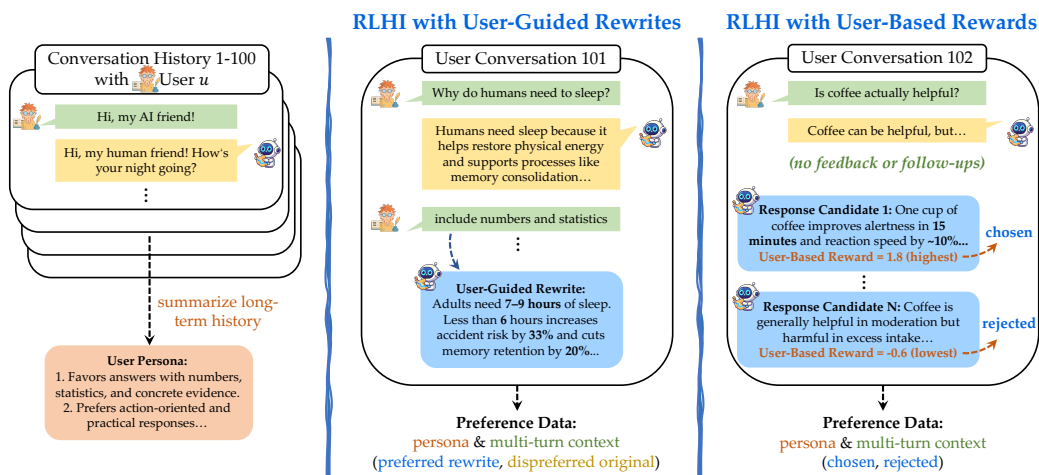 Conversation History 1-100
with User u
Hi, my AI friend!
Hi, my human friend! How's
your night going?
⋮
summarize long-
term history
User Persona:
1. Favors answers with numbers,
statistics, and concrete evidence.
2. Prefers action-oriented and
practical responses…
RLHI with User-Guided Rewrites
User Conversation 101
Why do humans need to sleep?
Humans need sleep because it
helps restore physical energy
and supports processes like
memory consolidation…
include numbers and statistics
⋮
User-Guided Rewrite:
Adults need 7–9 hours of sleep.
Less than 6 hours increases
accident risk by 33% and cuts
memory retention by 20%...
Preference Data:
persona & multi-turn context
(preferred rewrite, dispreferred original)
RLHI with User-Based Rewards
User Conversation 102
Is coffee actually helpful?
Coffee can be helpful, but…
(no feedback or follow-ups)
Response Candidate 1: One cup of
coffee improves alertness in 15
minutes and reaction speed by ~10%...
User-Based Reward = 1.8 (highest)
chosen
⋮
Response Candidate N: Coffee is
generally helpful in moderation but
harmful in excess intake…
User-Based Reward = -0.6 (lowest)
rejected
Preference Data:
persona & multi-turn context
(chosen, rejected)